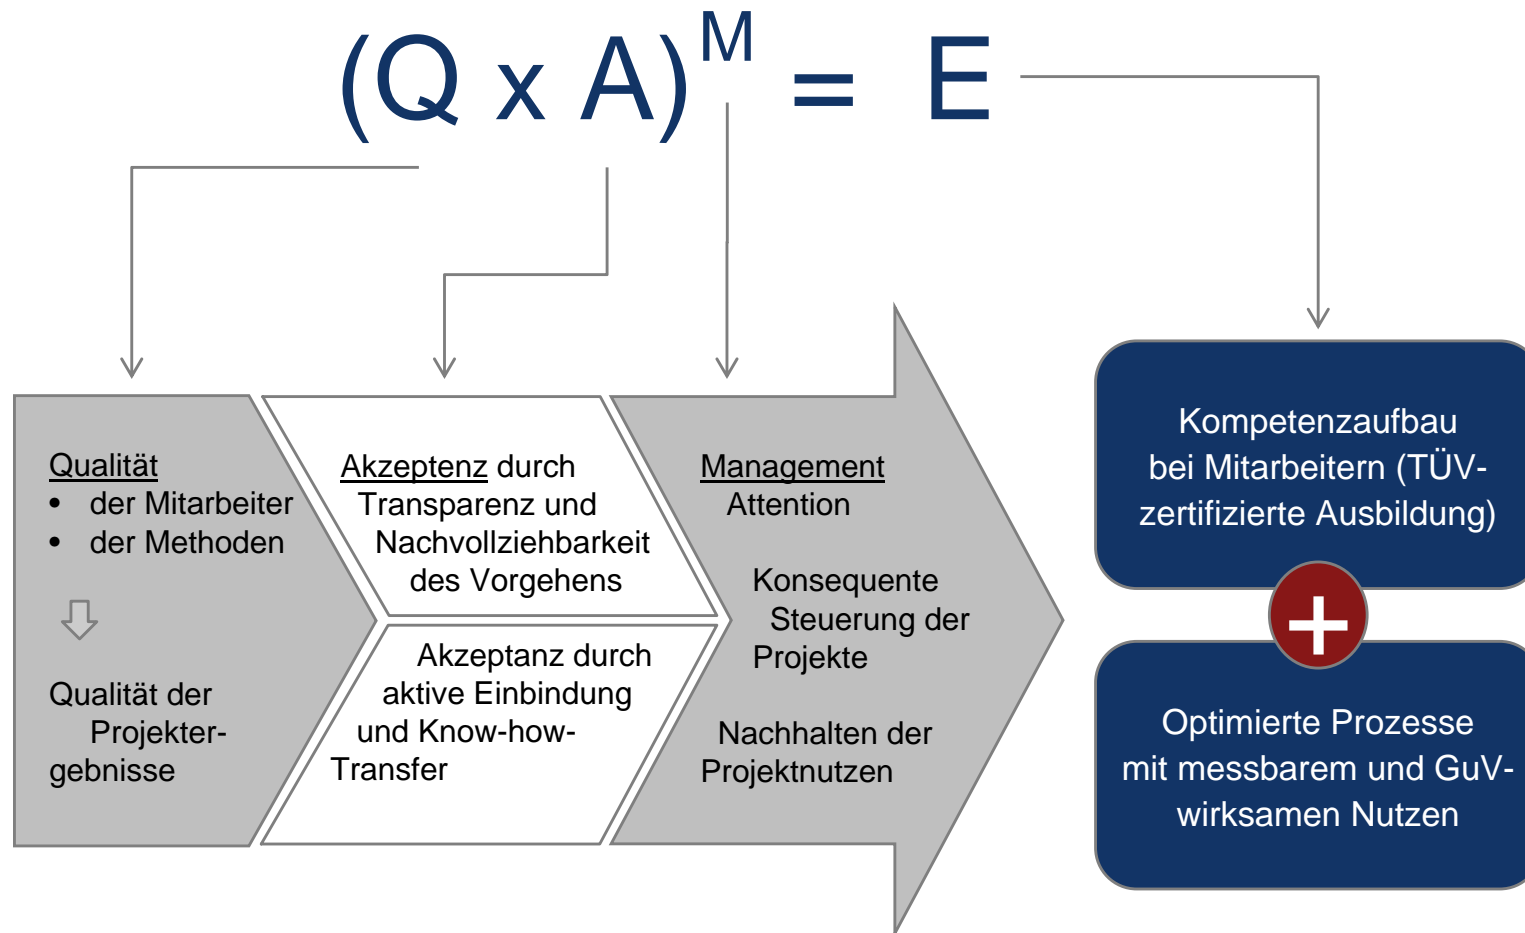 (Q x A)^M = E
Qualität
• der Mitarbeiter
• der Methoden
Qualität der
Projekter-
gebnisse
Akzeptenz durch
Transparenz und
Nachvollziehbarkeit
des Vorgehens
Akzeptanz durch
aktive Einbindung
und Know-how-
Transfer
Management
Attention
Konsequente
Steuerung der
Projekte
Nachhalten der
Projektnutzen
Kompetenzaufbau
bei Mitarbeitern (TÜV-
zertifizierte Ausbildung)
+
Optimierte Prozesse
mit messbarem und GuV-
wirksamen Nutzen